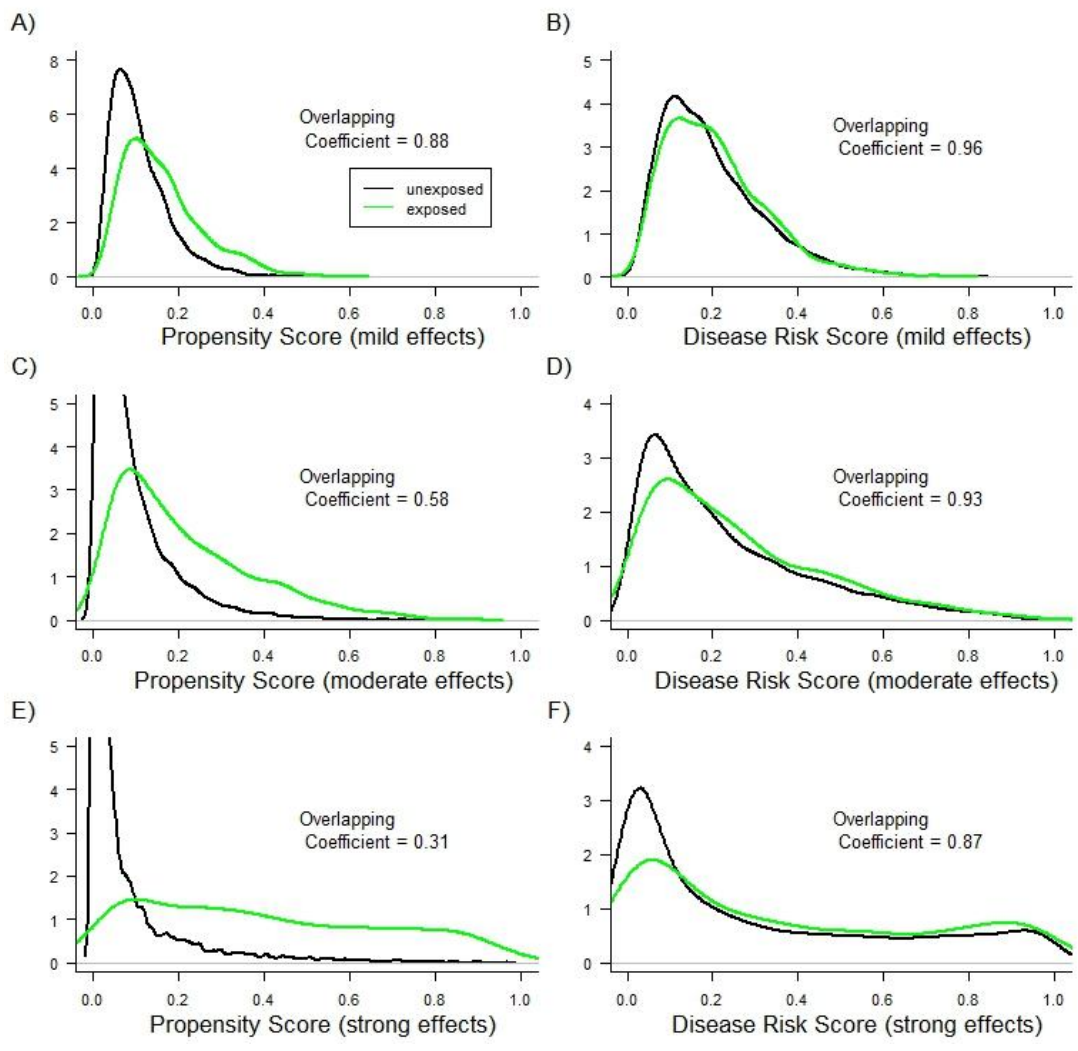 A)
8
6
4
2
0
Overlapping
Coefficient = 0.88
unexposed
exposed
0.0 0.2 0.4 0.6 0.8 1.0
Propensity Score (mild effects)
B)
5
4
3
2
1
0
Overlapping
Coefficient = 0.96
0.0 0.2 0.4 0.6 0.8 1.0
Disease Risk Score (mild effects)
C)
5
4
3
2
1
0
Overlapping
Coefficient = 0.58
0.0 0.2 0.4 0.6 0.8 1.0
Propensity Score (moderate effects)
D)
4
3
2
1
0
Overlapping
Coefficient = 0.93
0.0 0.2 0.4 0.6 0.8 1.0
Disease Risk Score (moderate effects)
E)
5
4
3
2
1
0
Overlapping
Coefficient = 0.31
0.0 0.2 0.4 0.6 0.8 1.0
Propensity Score (strong effects)
F)
4
3
2
1
0
Overlapping
Coefficient = 0.87
0.0 0.2 0.4 0.6 0.8 1.0
Disease Risk Score (strong effects)